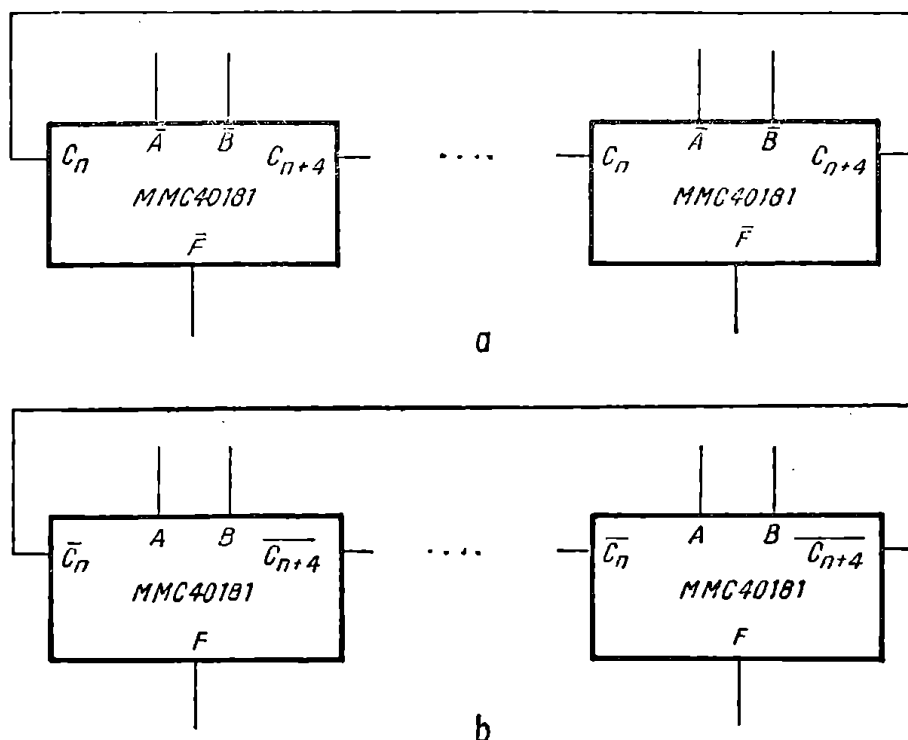 A̅ B̅ A̅ B̅
Cn Cn+4 .... Cn Cn+4
MMC40181 MMC40181
F̅ F̅
a
A B A B
C̅n C̅n̅+̅4̅ .... C̅n̅ C̅n̅+̅4̅
MMC40181 MMC40181
F F
b